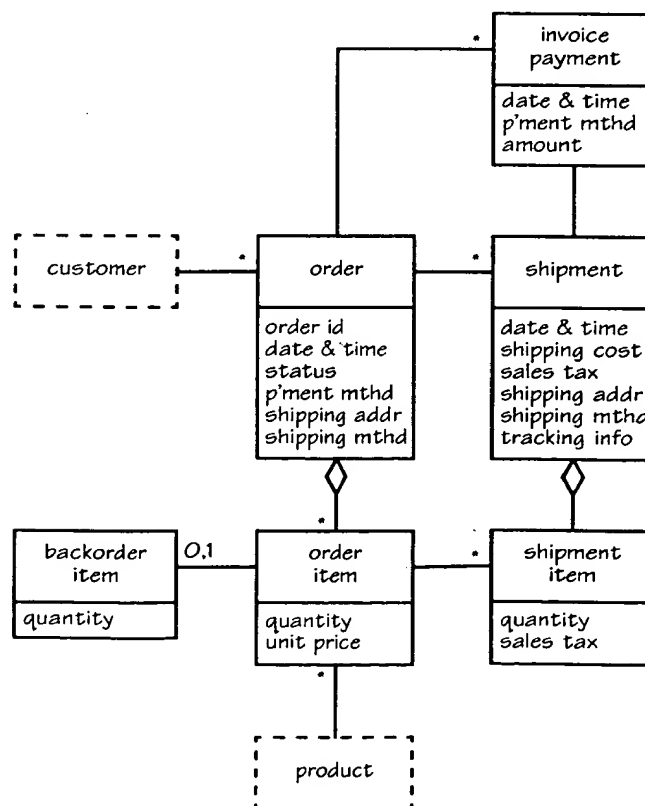 *
invoice
payment
date & time
p'ment mthd
amount
customer
*
order
*
shipment
order id
date & time
status
p'ment mthd
shipping addr
shipping mthd
date & time
shipping cost
sales tax
shipping addr
shipping mthd
tracking info
backorder
item
0,1
*
order
item
*
shipment
item
quantity
quantity
unit price
quantity
sales tax
*
product